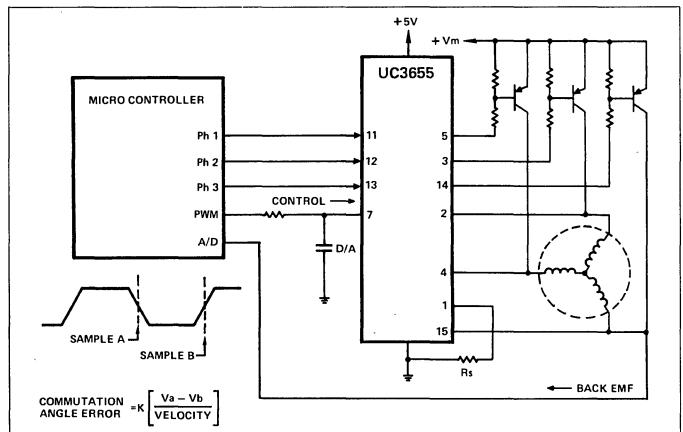 +5V
+ Vm
UC3655
MICRO CONTROLLER
Ph 1
11
5
Ph 2
12
3
Ph 3
13
14
CONTROL
PWM
7
2
A/D
D/A
4
1
15
SAMPLE A
SAMPLE B
Rs
BACK EMF
COMMUTATION
ANGLE ERROR = K [ Va – Vb / VELOCITY ]